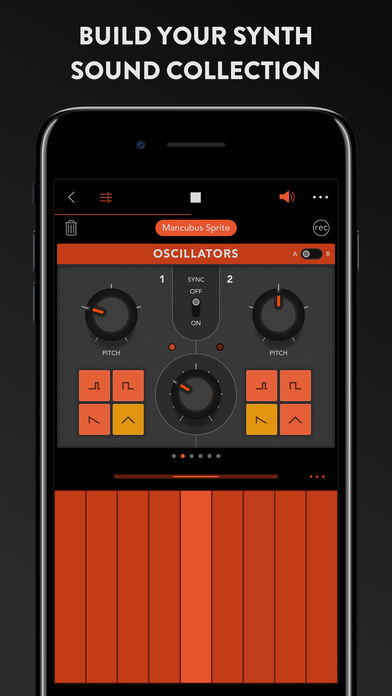 BUILD YOUR SYNTH
SOUND COLLECTION
Mancubus Sprite
rec
OSCILLATORS
A B
1 SYNC 2
OFF
ON
PITCH PITCH